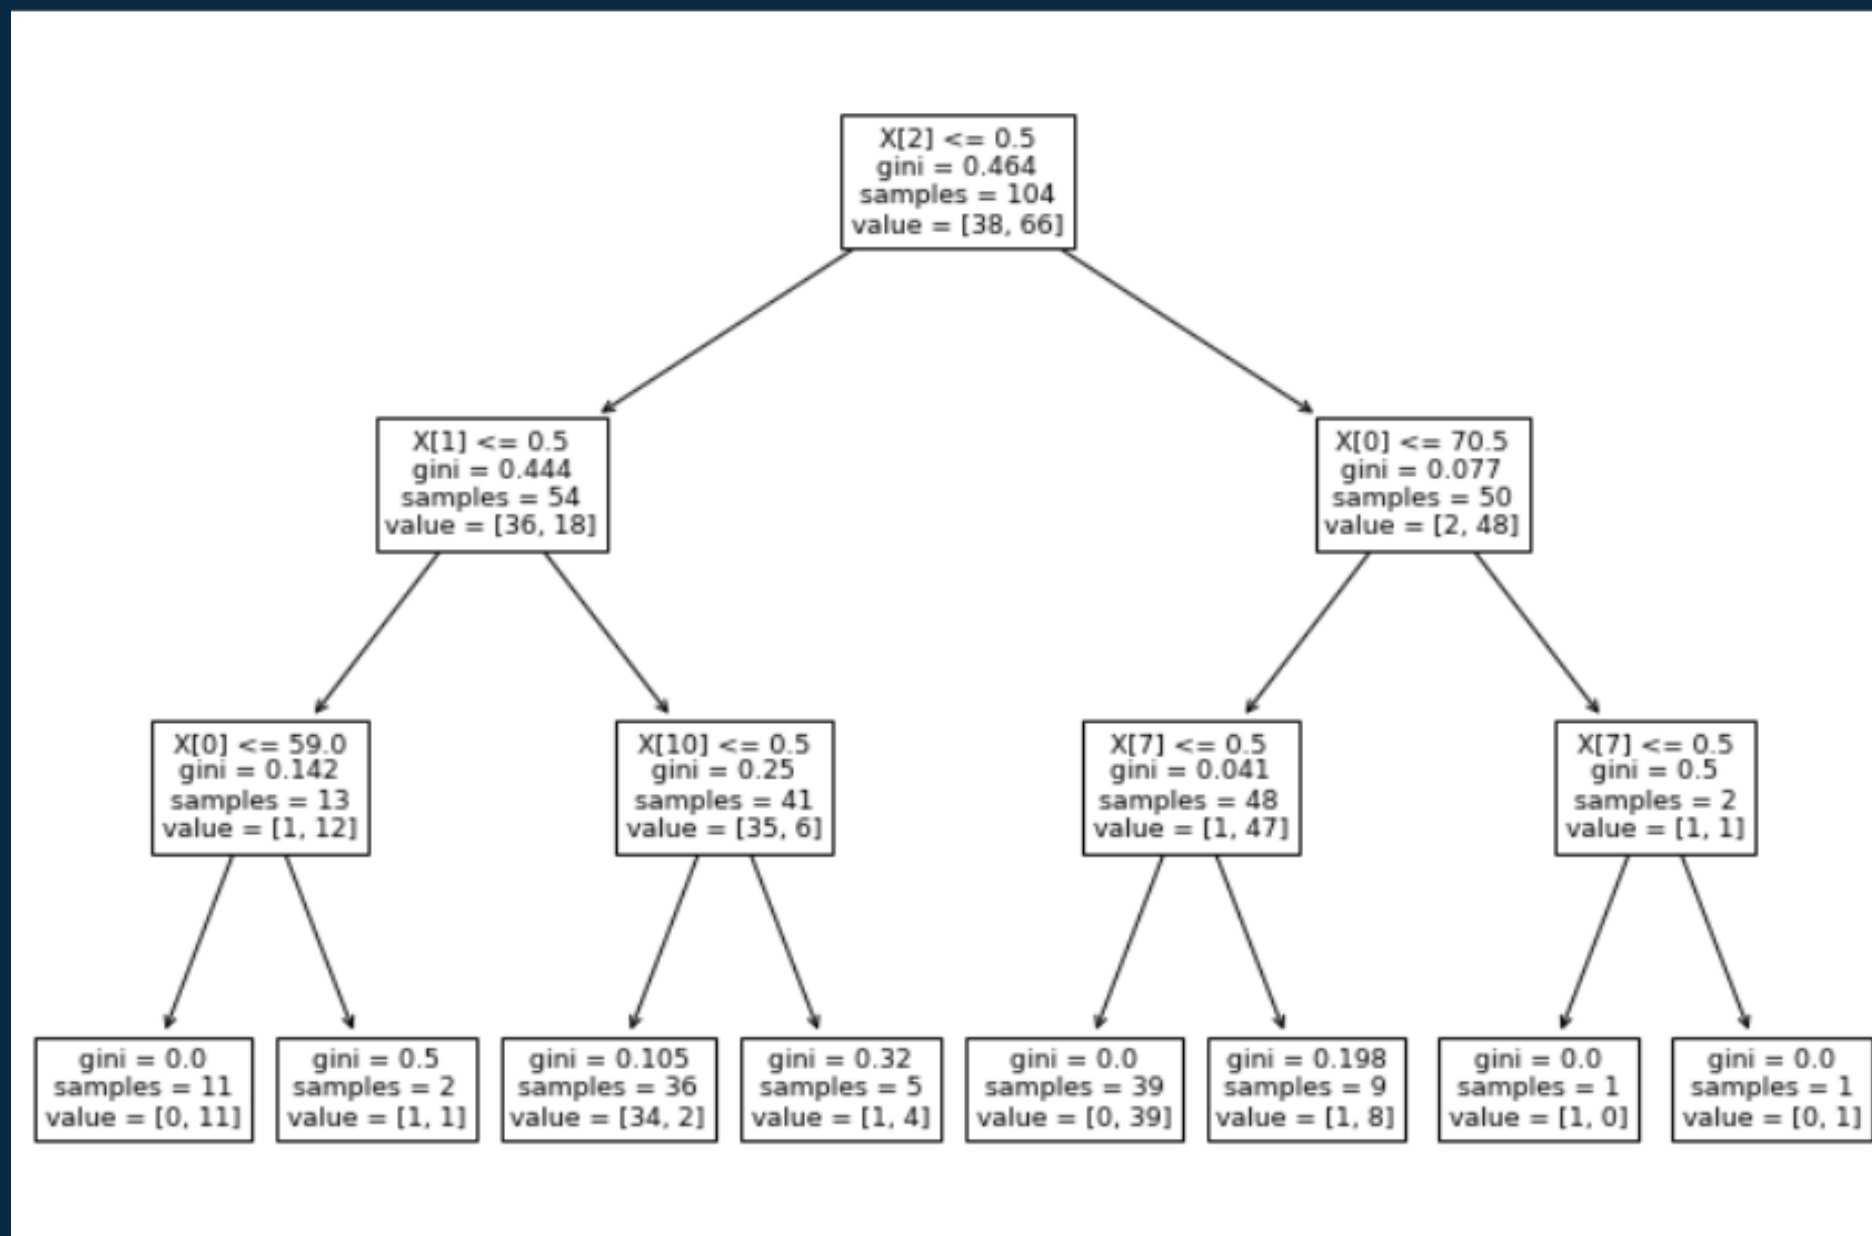 X[2] <= 0.5
gini = 0.464
samples = 104
value = [38, 66]
X[1] <= 0.5
gini = 0.444
samples = 54
value = [36, 18]
X[0] <= 70.5
gini = 0.077
samples = 50
value = [2, 48]
X[0] <= 59.0
gini = 0.142
samples = 13
value = [1, 12]
X[10] <= 0.5
gini = 0.25
samples = 41
value = [35, 6]
X[7] <= 0.5
gini = 0.041
samples = 48
value = [1, 47]
X[7] <= 0.5
gini = 0.5
samples = 2
value = [1, 1]
gini = 0.0
samples = 11
value = [0, 11]
gini = 0.5
samples = 2
value = [1, 1]
gini = 0.105
samples = 36
value = [34, 2]
gini = 0.32
samples = 5
value = [1, 4]
gini = 0.0
samples = 39
value = [0, 39]
gini = 0.198
samples = 9
value = [1, 8]
gini = 0.0
samples = 1
value = [1, 0]
gini = 0.0
samples = 1
value = [0, 1]